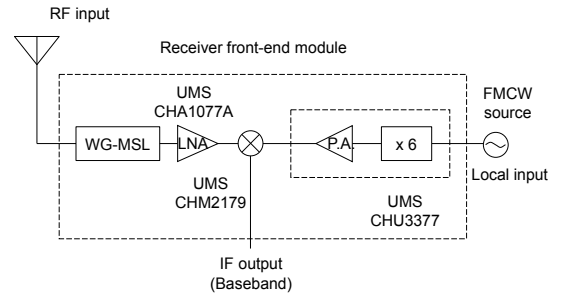 RF input
Receiver front-end module
UMS
CHA1077A
FMCW
source
WG-MSL
LNA
P.A.
x 6
Local input
UMS
CHM2179
UMS
CHU3377
IF output
(Baseband)